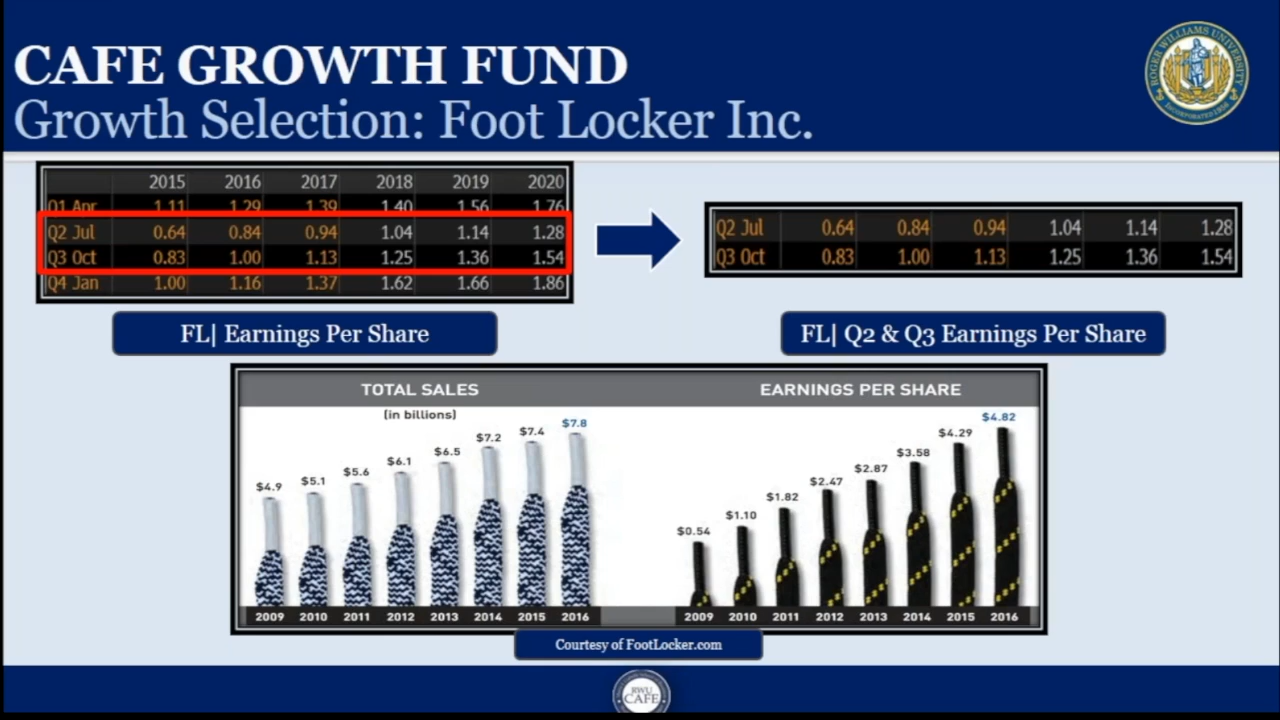 CAFE GROWTH FUND
Growth Selection: Foot Locker Inc.
ROGER WILLIAMS UNIVERSITY
INCORPORATED 1956
2015 2016 2017 2018 2019 2020
Q1 Apr 1.11 1.29 1.39 1.40 1.56 1.76
Q2 Jul 0.64 0.84 0.94 1.04 1.14 1.28
Q3 Oct 0.83 1.00 1.13 1.25 1.36 1.54
Q4 Jan 1.00 1.16 1.37 1.62 1.66 1.86
Q2 Jul 0.64 0.84 0.94 1.04 1.14 1.28
Q3 Oct 0.83 1.00 1.13 1.25 1.36 1.54
FL| Earnings Per Share
FL| Q2 & Q3 Earnings Per Share
TOTAL SALES
(in billions)
$4.9 $5.1 $5.6 $6.1 $6.5 $7.2 $7.4 $7.8
2009 2010 2011 2012 2013 2014 2015 2016
EARNINGS PER SHARE
$0.54 $1.10 $1.82 $2.47 $2.87 $3.58 $4.29 $4.82
2009 2010 2011 2012 2013 2014 2015 2016
Courtesy of FootLocker.com
RWU
CAFE